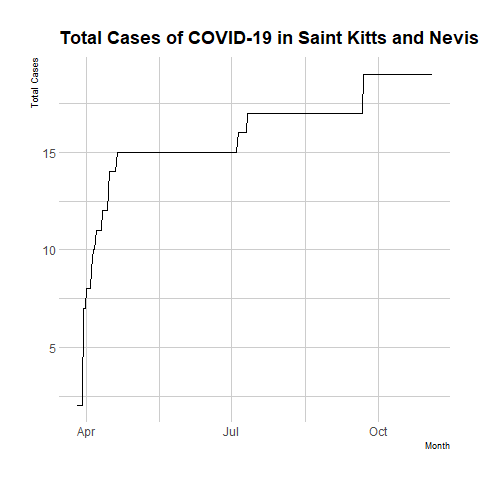 Total Cases of COVID-19 in Saint Kitts and Nevis
Total Cases
15
10
5
Apr Jul Oct
Month